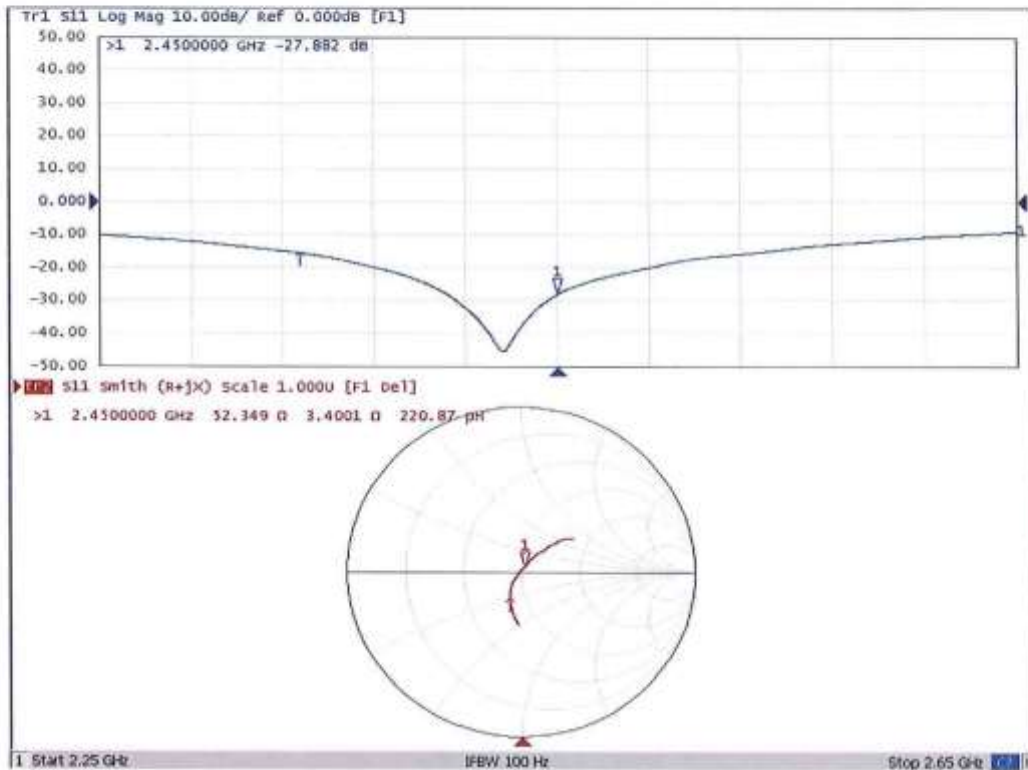 Tr1 S11 Log Mag 10.00dB/ Ref 0.000dB [F1]
50.00
>1 2.4500000 GHz -27.882 dB
40.00
30.00
20.00
10.00
0.000
-10.00
1
-20.00
1
-30.00
-40.00
-50.00
S11 Smith (R+jX) Scale 1.000U [F1 Del]
>1 2.4500000 GHz 52.349 Ω 3.4001 Ω 220.87 pH
1
1 Start 2.25 GHz
IFBW 100 Hz
Stop 2.65 GHz